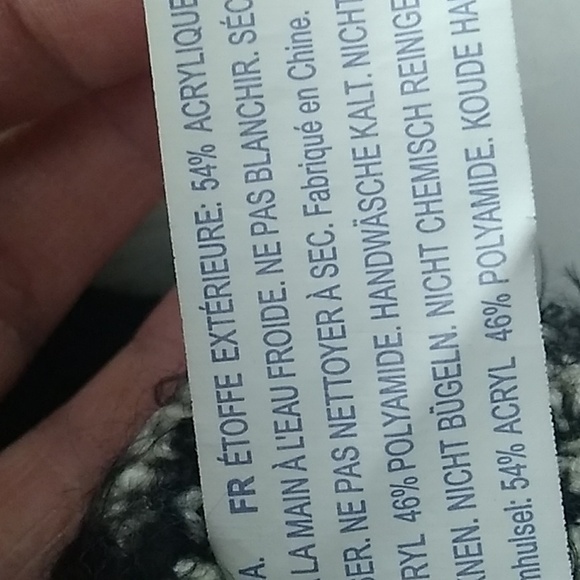 A. FR ÉTOFFE EXTÉRIEURE: 54% ACRYLIQUE
LA MAIN À L'EAU FROIDE. NE PAS BLANCHIR. SÉC
SER. NE PAS NETTOYER À SEC. Fabriqué en Chine.
RYL 46% POLYAMIDE. HANDWÄSCHE KALT. NICHT
NEN. NICHT BÜGELN. NICHT CHEMISCH REINIGE
nhulsel: 54% ACRYL 46% POLYAMIDE. KOUDE HA